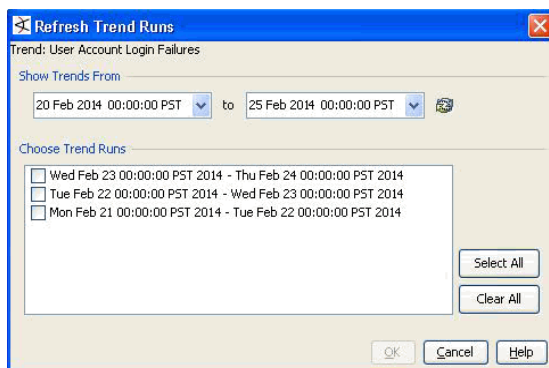 Refresh Trend Runs
Trend: User Account Login Failures
Show Trends From
20 Feb 2014 00:00:00 PST to 25 Feb 2014 00:00:00 PST
Choose Trend Runs
Wed Feb 23 00:00:00 PST 2014 - Thu Feb 24 00:00:00 PST 2014
Tue Feb 22 00:00:00 PST 2014 - Wed Feb 23 00:00:00 PST 2014
Mon Feb 21 00:00:00 PST 2014 - Tue Feb 22 00:00:00 PST 2014
Select All
Clear All
OK Cancel Help